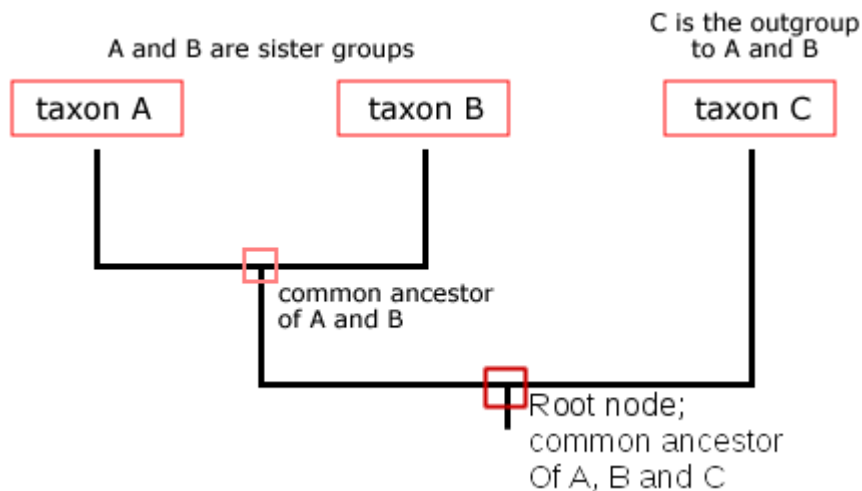 A and B are sister groups
C is the outgroup
to A and B
taxon A
taxon B
taxon C
common ancestor
of A and B
Root node;
common ancestor
Of A, B and C